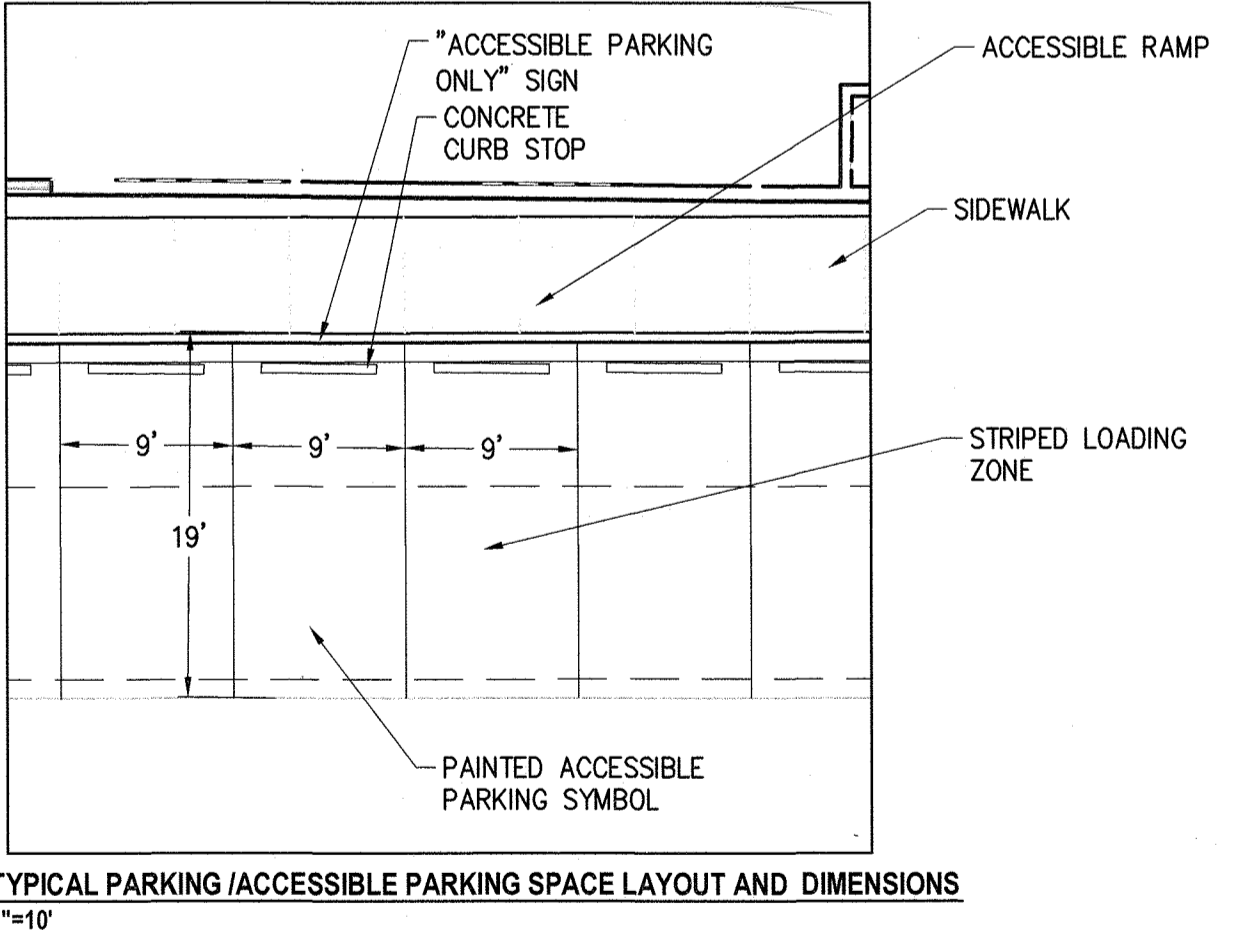 "ACCESSIBLE PARKING
ONLY" SIGN
CONCRETE
CURB STOP
ACCESSIBLE RAMP
SIDEWALK
9'
9'
9'
STRIPED LOADING
ZONE
19'
PAINTED ACCESSIBLE
PARKING SYMBOL
TYPICAL PARKING /ACCESSIBLE PARKING SPACE LAYOUT AND DIMENSIONS
"=10'